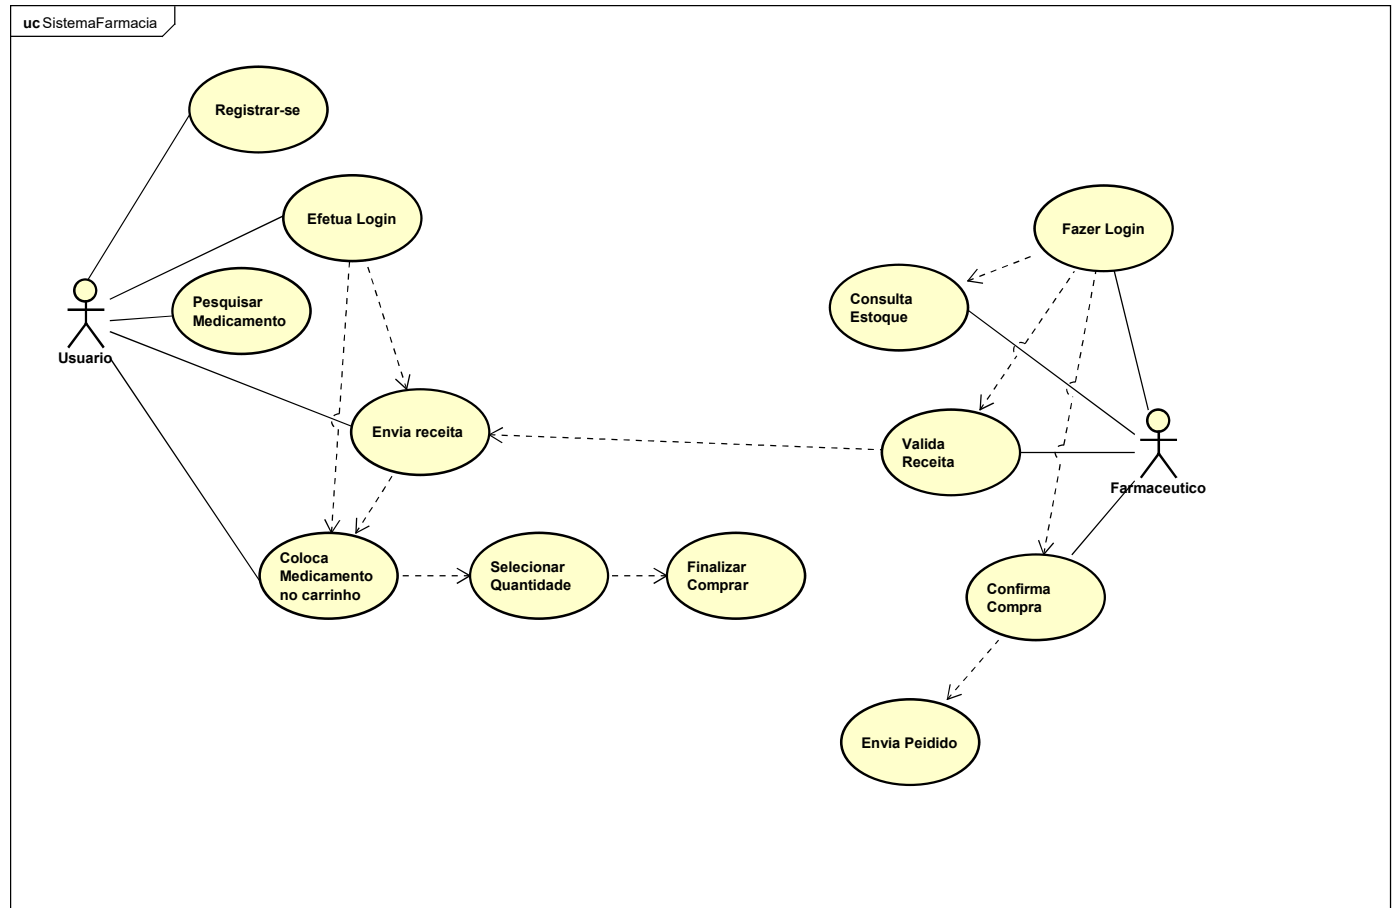 uc SistemaFarmacia
Registrar-se
Efetua Login
Fazer Login
Pesquisar
Medicamento
Consulta
Estoque
Usuario
Envia receita
Valida
Receita
Farmaceutico
Coloca
Medicamento
no carrinho
Selecionar
Quantidade
Finalizar
Comprar
Confirma
Compra
Envia Peidido